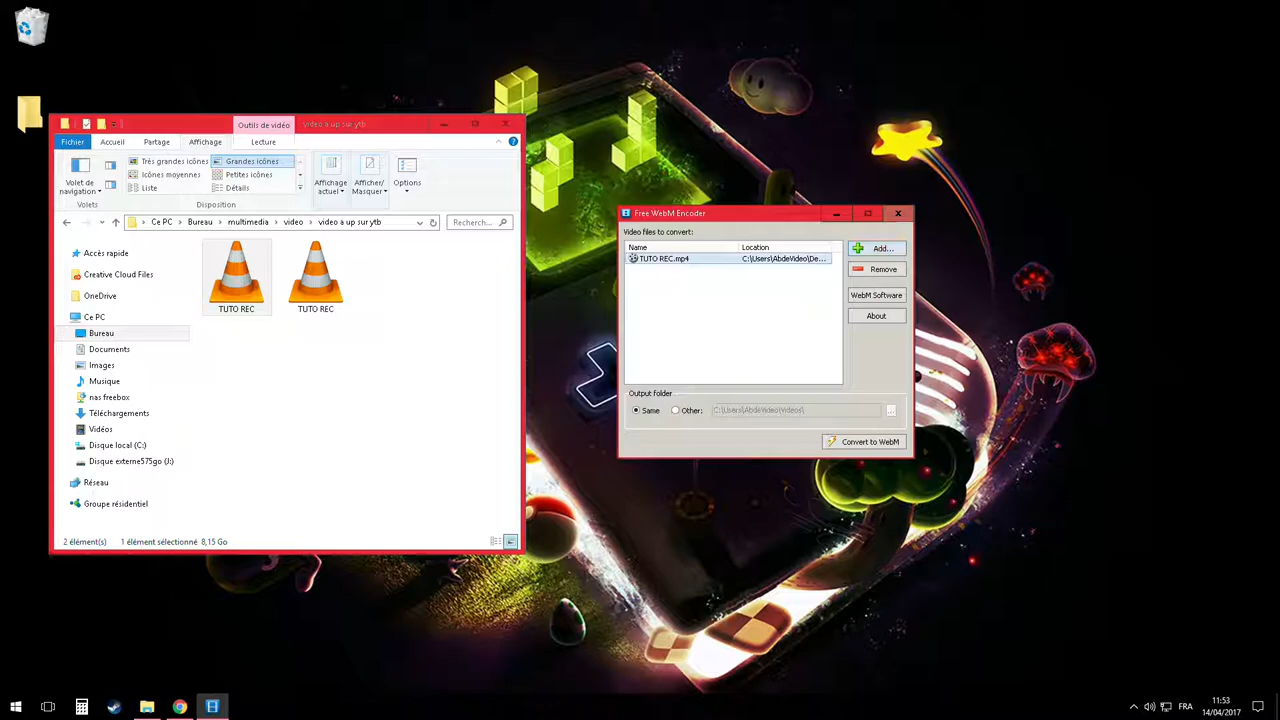 Outils de vidéo
video a up sur ytb
Fichier
Accueil
Partage
Affichage
Lecture
Volet de
navigation
Très grandes icônes
Grandes icônes
Icônes moyennes
Petites icônes
Liste
Détails
Affichage
actuel
Afficher/
Masquer
Options
Volets
Disposition
Ce PC
Bureau
multimedia
video
video a up sur ytb
Recherc...
Accès rapide
Creative Cloud Files
OneDrive
Ce PC
Bureau
Documents
Images
Musique
nas freebox
Téléchargements
Vidéos
Disque local (C:)
Disque externe575go (J:)
Réseau
Groupe résidentiel
TUTO REC
TUTO REC
2 élément(s)
1 élément sélectionné 8,15 Go
Free WebM Encoder
Video files to convert:
Name
Location
TUTO REC.mp4
C:\Users\AbdeVideo\De...
Add...
Remove
WebM Software
About
Output folder
Same
Other:
C:\Users\AbdeVideo\Videos\
...
Convert to WebM
FRA
11:53
14/04/2017